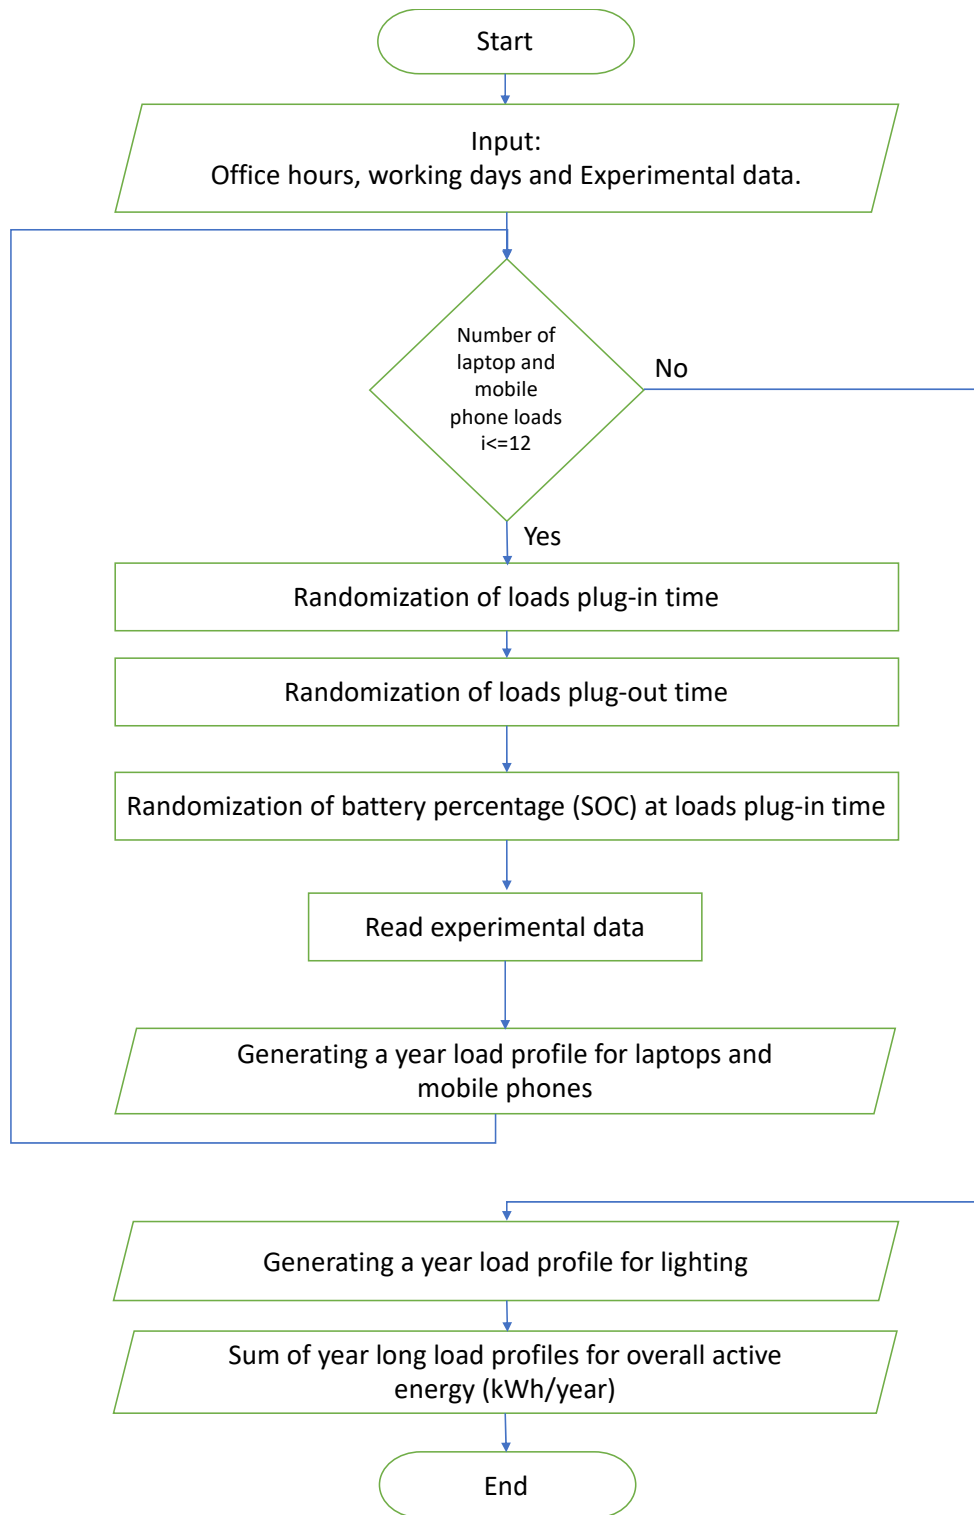 Start
Input:
Office hours, working days and Experimental data.
Number of
laptop and
mobile
phone loads
i<=12
No
Yes
Randomization of loads plug-in time
Randomization of loads plug-out time
Randomization of battery percentage (SOC) at loads plug-in time
Read experimental data
Generating a year load profile for laptops and
mobile phones
Generating a year load profile for lighting
Sum of year long load profiles for overall active
energy (kWh/year)
End